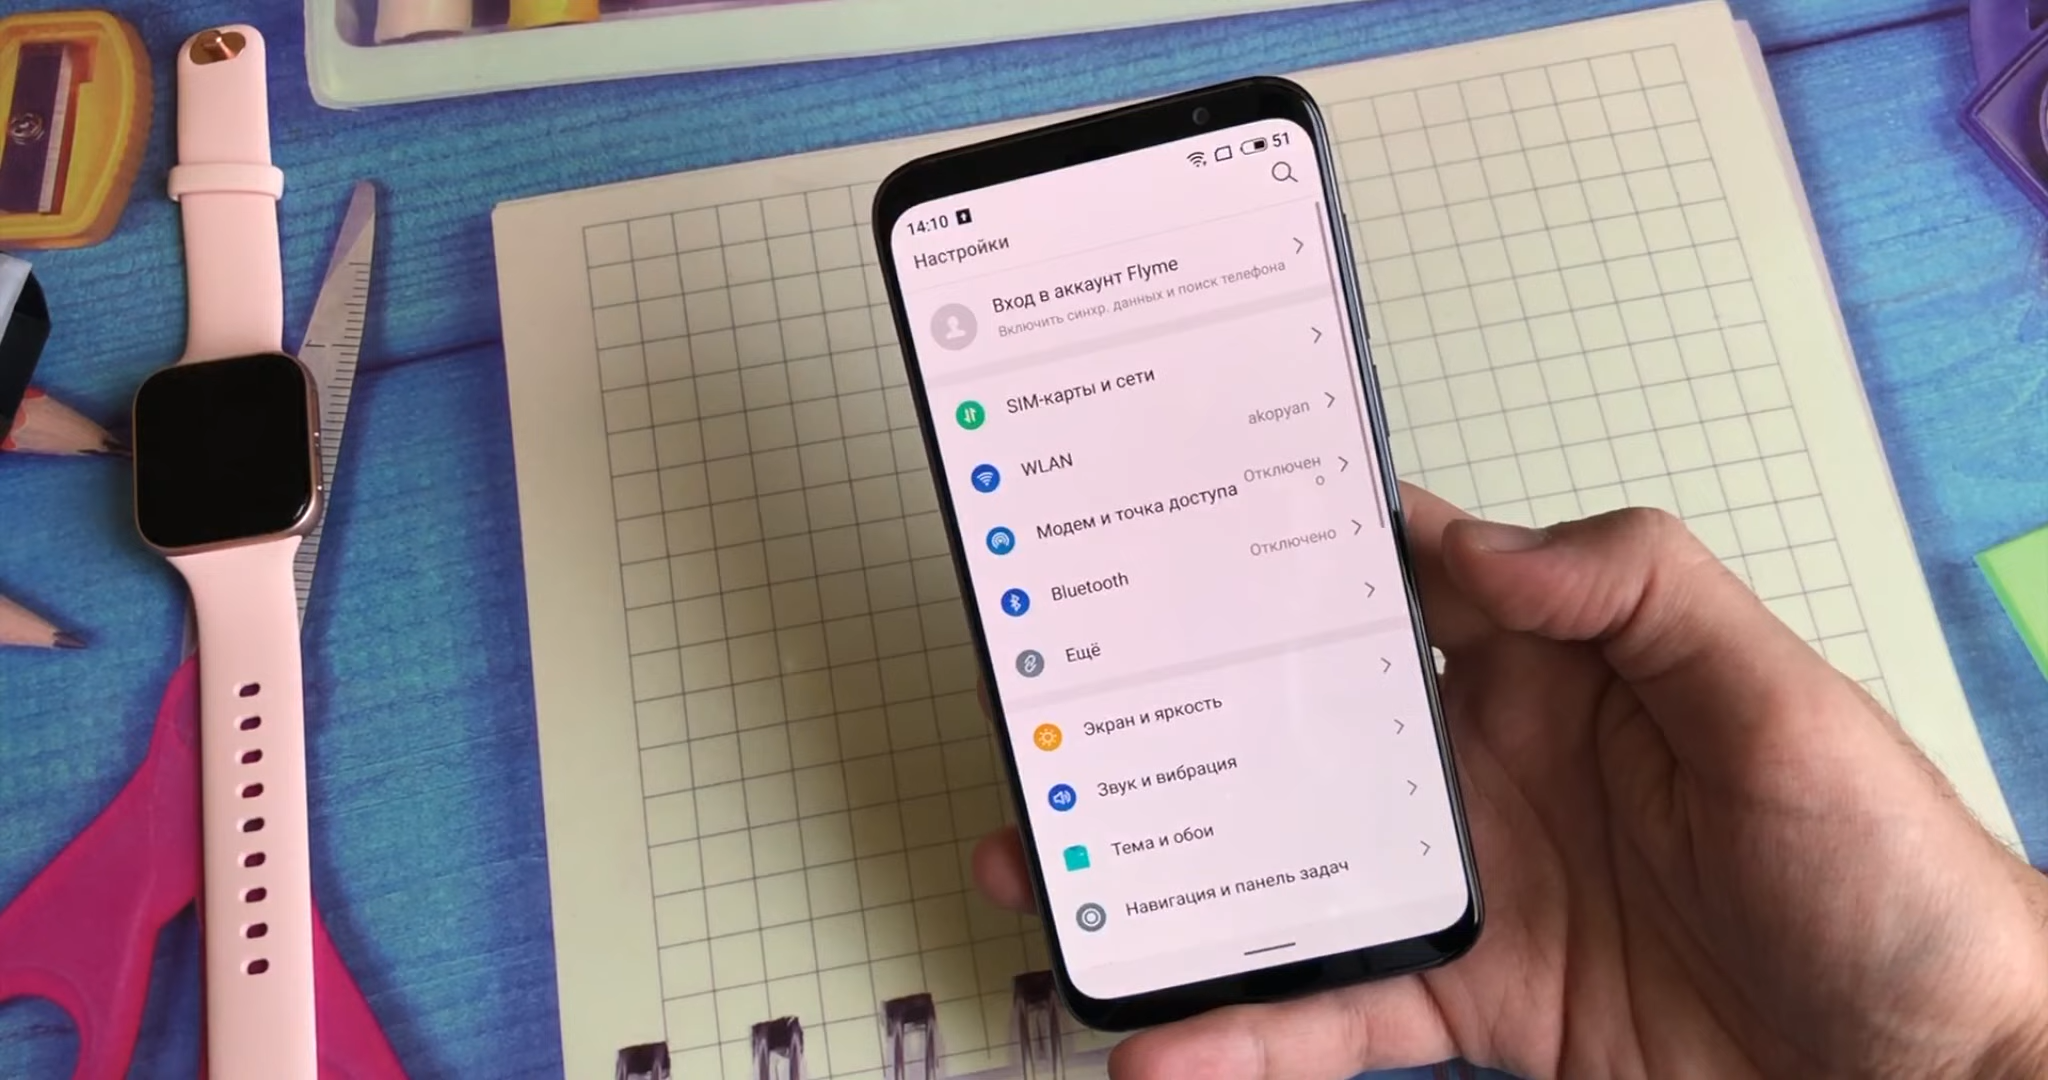 14:10
51
Настройки
Вход в аккаунт Flyme
Включить синхр. данных и поиск телефона
SIM-карты и сети
WLAN
akopyan
Модем и точка доступа
Отключен
о
Bluetooth
Отключено
Ещё
Экран и яркость
Звук и вибрация
Тема и обои
Навигация и панель задач